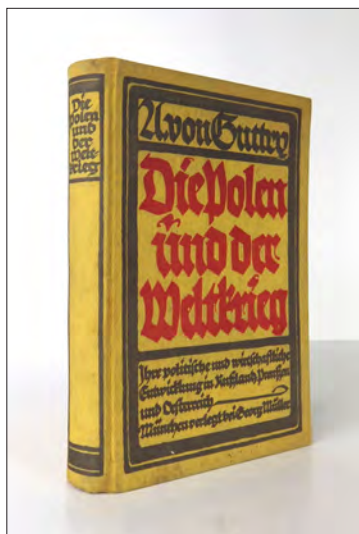 Die
Polen
und
der
Welt-
krieg
A. von Guttry
Die Polen
und der
Weltkrieg
Ihre politische und wirtschaftliche
Entwicklung in Rußland, Preußen
und Oesterreich
München verlegt bei Georg Müller